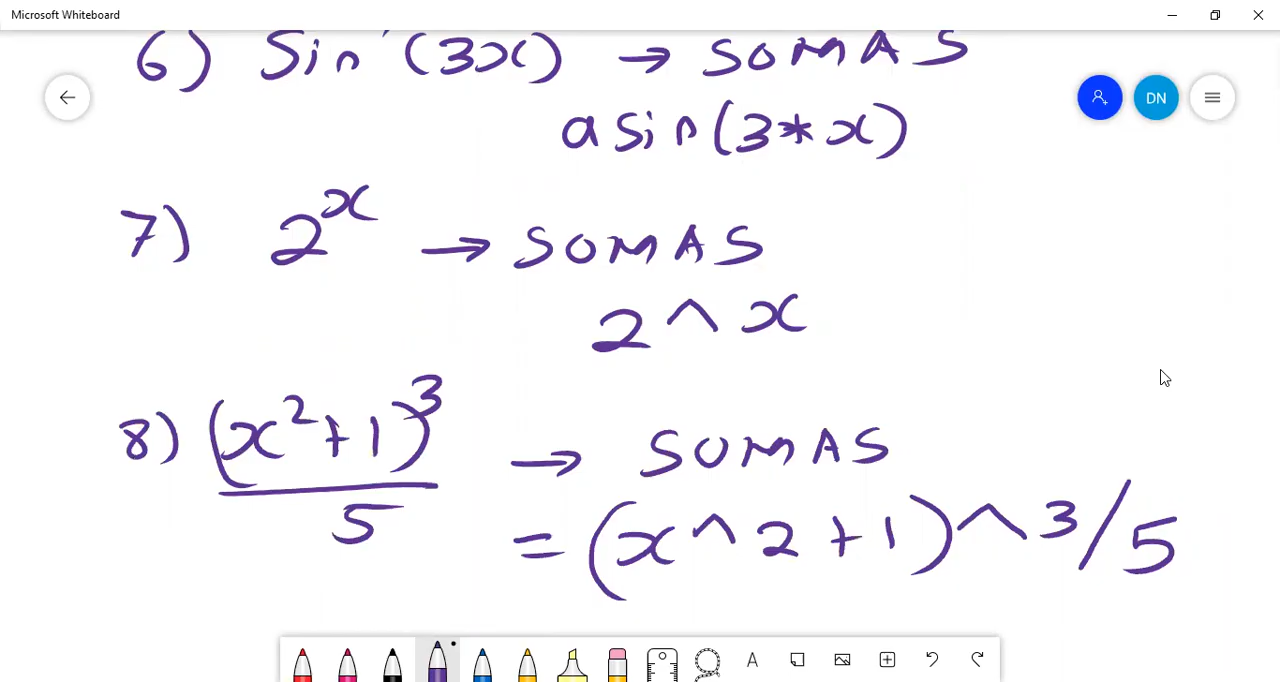 Microsoft Whiteboard
6) Sin' (3x) → SOMAS
asin(3*x)
DN
7) 2^x → SOMAS
2 ^ x
8) (x²+1)³ → SOMAS
5
= (x^2+1)^3/5
A